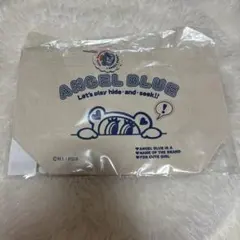 ANGEL BLUE
Let's play hide-and-seek!!
!
ANGEL BLUE IS A
NAME OF THE BRAND
WITH CUTE GIRL